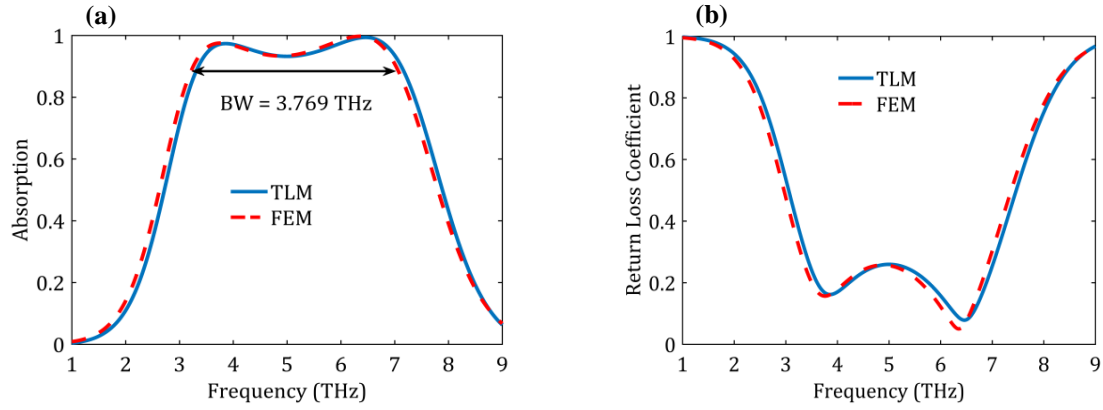 (a)
1
0.8
0.6
0.4
0.2
0
Absorption
BW = 3.769 THz
TLM
FEM
1 2 3 4 5 6 7 8 9
Frequency (THz)
(b)
1
0.8
0.6
0.4
0.2
0
Return Loss Coefficient
TLM
FEM
1 2 3 4 5 6 7 8 9
Frequency (THz)